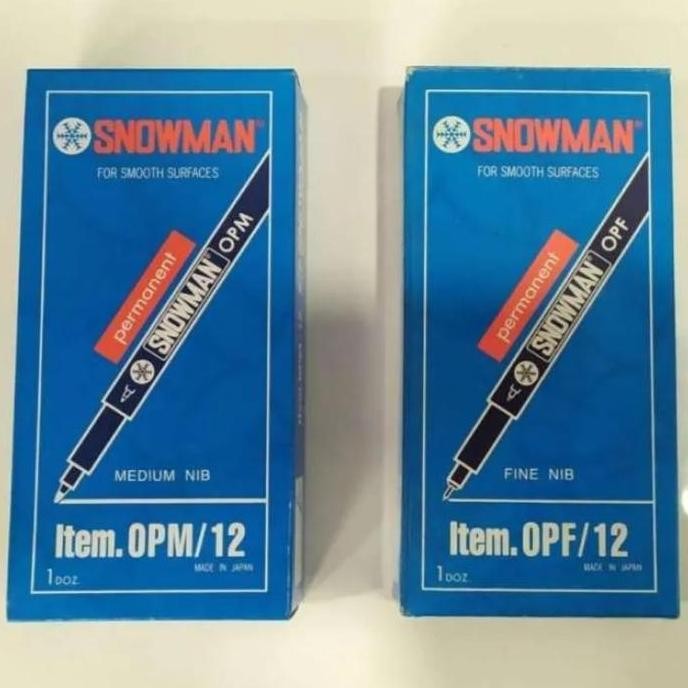 SNOWMAN
FOR SMOOTH SURFACES
permanent
SNOWMAN OPM
MEDIUM NIB
Item. OPM/12
MADE IN JAPAN
1 DOZ.
SNOWMAN
FOR SMOOTH SURFACES
permanent
SNOWMAN OPF
FINE NIB
Item. OPF/12
MADE IN JAPAN
1 DOZ.